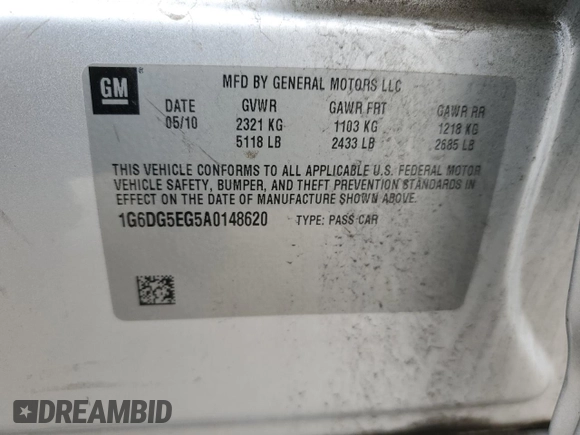 GM
MFD BY GENERAL MOTORS LLC
DATE GVWR GAWR FRT GAWR RR
05/10 2321 KG 1103 KG 1218 KG
5118 LB 2433 LB 2685 LB
THIS VEHICLE CONFORMS TO ALL APPLICABLE U.S. FEDERAL MOTOR
VEHICLE SAFETY, BUMPER, AND THEFT PREVENTION STANDARDS IN
EFFECT ON THE DATE OF MANUFACTURE SHOWN ABOVE.
1G6DG5EG5A0148620 TYPE: PASS CAR
DREAMBID